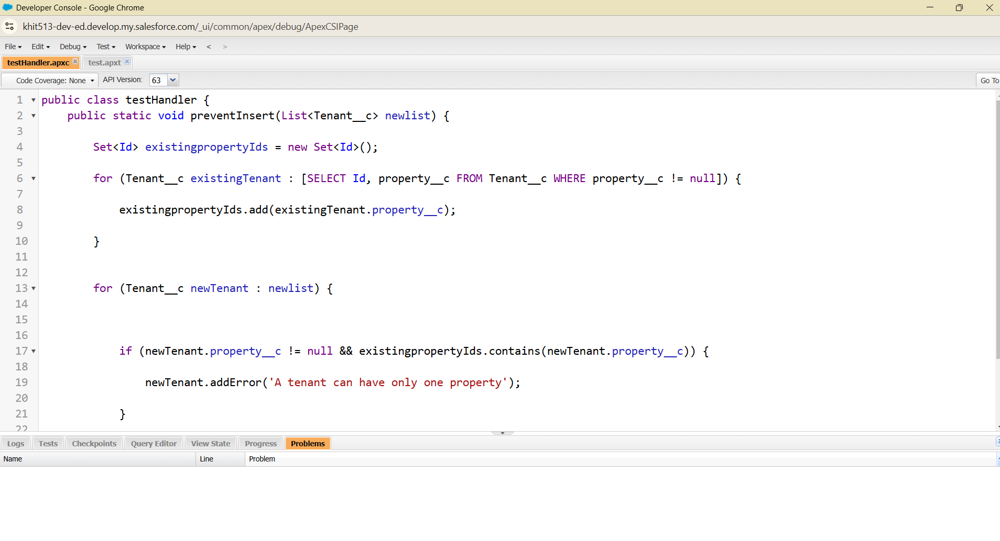 Developer Console - Google Chrome
khit513-dev-ed.develop.my.salesforce.com/_ui/common/apex/debug/ApexCSIPage
File Edit Debug Test Workspace Help < >
testHandler.apxc test.apxt
Code Coverage: None API Version: 63 Go To
1 public class testHandler {
2 public static void preventInsert(List<Tenant__c> newlist) {
3
4 Set<Id> existingpropertyIds = new Set<Id>();
5
6 for (Tenant__c existingTenant : [SELECT Id, property__c FROM Tenant__c WHERE property__c != null]) {
7
8 existingpropertyIds.add(existingTenant.property__c);
9
10 }
11
12
13 for (Tenant__c newTenant : newlist) {
14
15
16
17 if (newTenant.property__c != null && existingpropertyIds.contains(newTenant.property__c)) {
18
19 newTenant.addError('A tenant can have only one property');
20
21 }
22
Logs Tests Checkpoints Query Editor View State Progress Problems
Name Line Problem